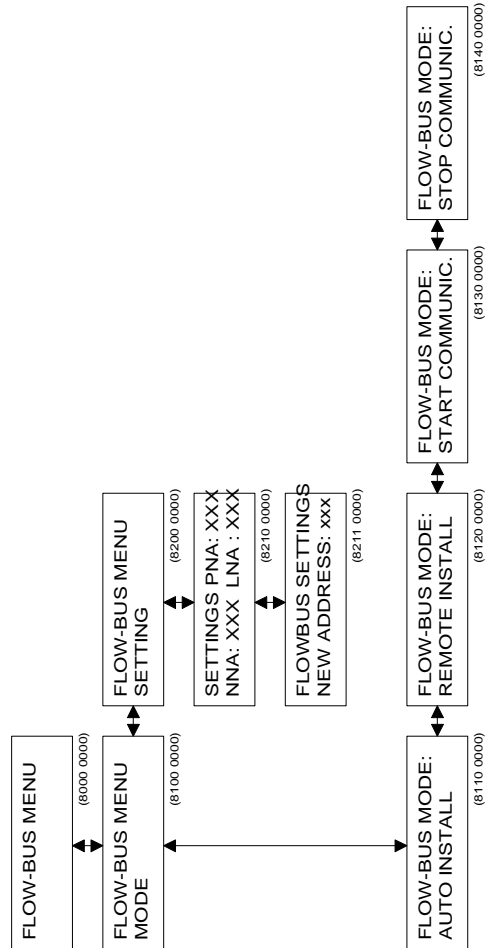 FLOW-BUS MENU
(8000 0000)
FLOW-BUS MENU
MODE
(8100 0000)
FLOW-BUS MENU
SETTING
(8200 0000)
SETTINGS PNA: XXX
NNA: XXX LNA : XXX
(8210 0000)
FLOWBUS SETTINGS
NEW ADDRESS: xxx
(8211 0000)
FLOW-BUS MODE:
AUTO INSTALL
(8110 0000)
FLOW-BUS MODE:
REMOTE INSTALL
(8120 0000)
FLOW-BUS MODE:
START COMMUNIC.
(8130 0000)
FLOW-BUS MODE:
STOP COMMUNIC.
(8140 0000)